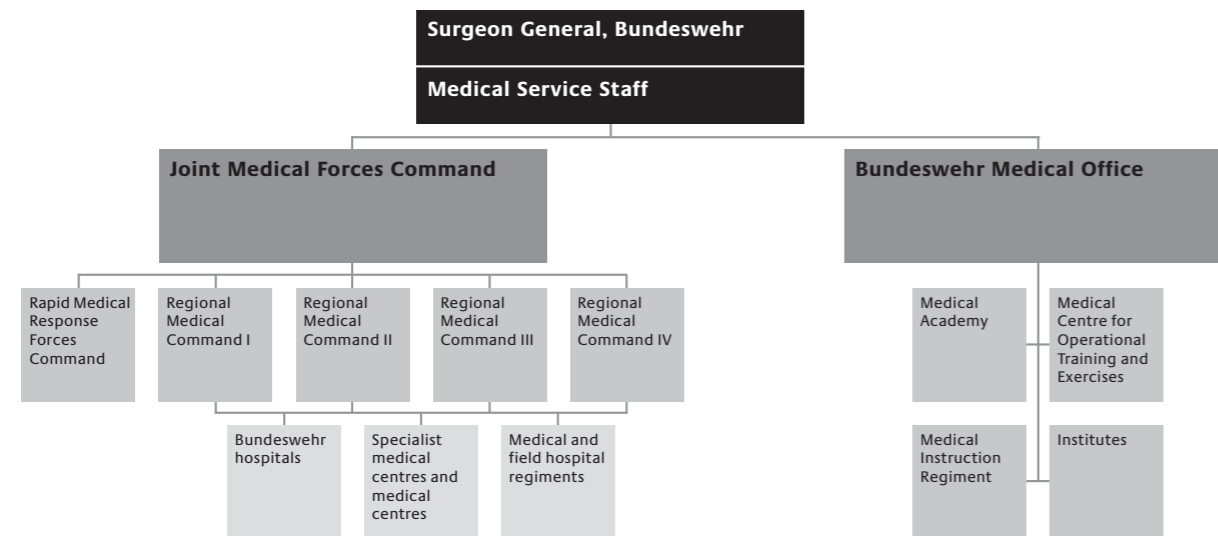 Surgeon General, Bundeswehr
Medical Service Staff
Joint Medical Forces Command
Bundeswehr Medical Office
Rapid Medical
Response
Forces
Command
Regional
Medical
Command I
Regional
Medical
Command II
Regional
Medical
Command III
Regional
Medical
Command IV
Medical
Academy
Medical
Centre for
Operational
Training and
Exercises
Bundeswehr
hospitals
Specialist
medical
centres and
medical
centres
Medical and
field hospital
regiments
Medical
Instruction
Regiment
Institutes